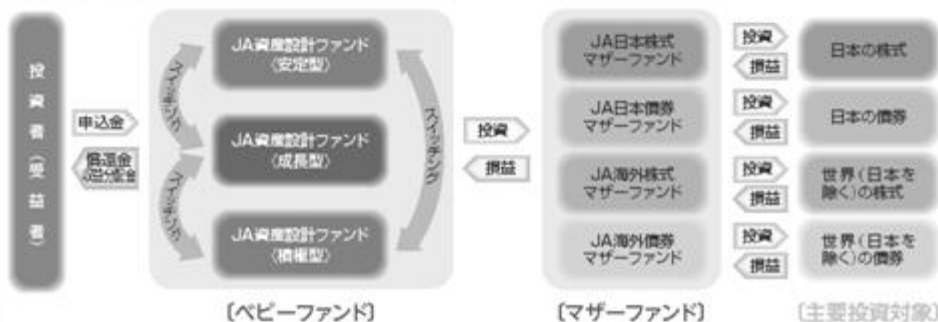 投資者(受益者)
申込金
償還金
収益分配金
JA資産設計ファンド
〈安定型〉
JA資産設計ファンド
〈成長型〉
JA資産設計ファンド
〈積極型〉
スイッチング
スイッチング
スイッチング
〔ベビーファンド〕
投資
損益
JA日本株式
マザーファンド
JA日本債券
マザーファンド
JA海外株式
マザーファンド
JA海外債券
マザーファンド
〔マザーファンド〕
投資
損益
投資
損益
投資
損益
投資
損益
日本の株式
日本の債券
世界(日本を
除く)の株式
世界(日本を
除く)の債券
〔主要投資対象〕